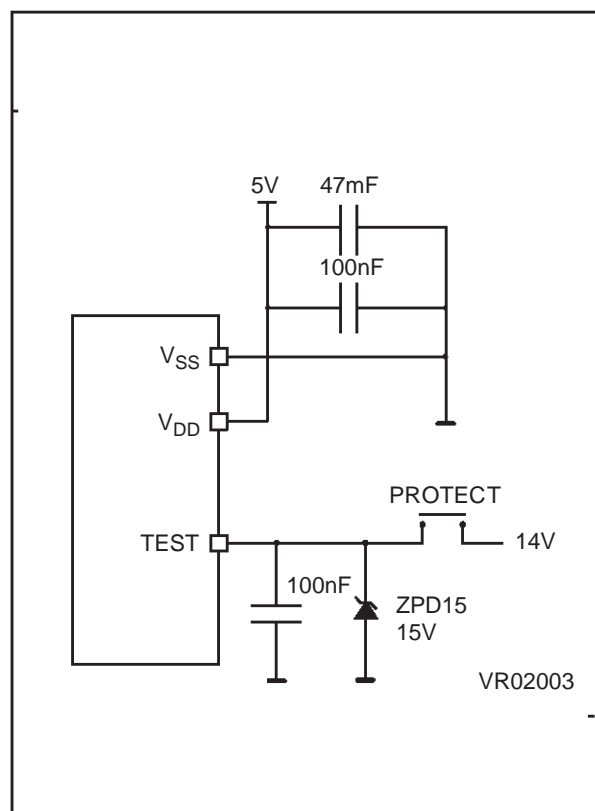 5V
47mF
100nF
VSS
VDD
PROTECT
TEST
14V
100nF
ZPD15
15V
VR02003